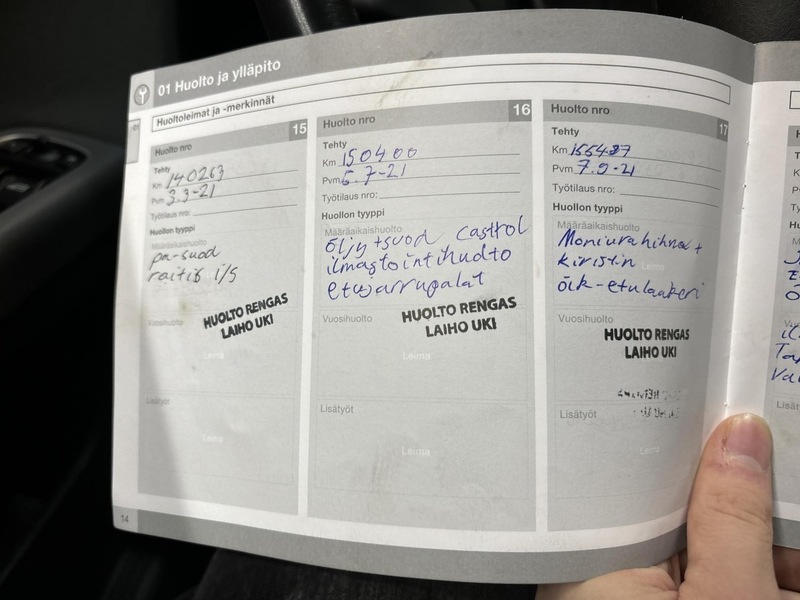 01 Huolto ja ylläpito
Huoltoleimat ja -merkinnät
Huolto nro 15
Tehty
Km 140263
Pvm 3.3-21
Työtilaus nro:
Huollon tyyppi
Määräaikaishuolto
pa-suod
raitis i/s
Vuosihuolto
HUOLTO RENGAS
LAIHO UKI
Leima
Lisätyöt
Leima
14
Huolto nro 16
Tehty
Km 150400
Pvm 5.7-21
Työtilaus nro:
Huollon tyyppi
Määräaikaishuolto
öljy+suod castrol
ilmastointihuolto
etujarrupalat
Vuosihuolto
HUOLTO RENGAS
LAIHO UKI
Leima
Lisätyöt
Leima
Huolto nro 17
Tehty
Km
Pvm 7.9-21
Työtilaus nro:
Huollon tyyppi
Määräaikaishuolto
Moniurahihna +
kiristin
Leima
oik-etulaakeri
Vuosihuolto
HUOLTO RENGAS
LAIHO UKI
Lisätyöt
Leima